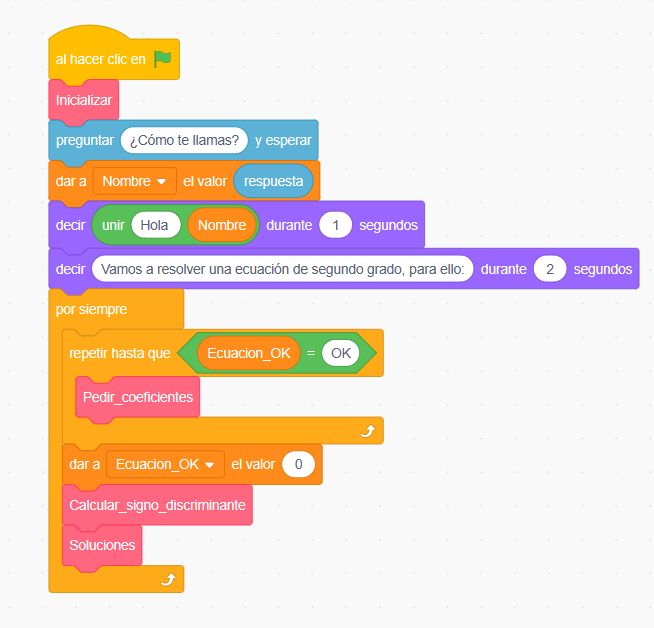 al hacer clic en
Inicializar
preguntar ¿Cómo te llamas? y esperar
dar a Nombre el valor respuesta
decir unir Hola Nombre durante 1 segundos
decir Vamos a resolver una ecuación de segundo grado, para ello: durante 2 segundos
por siempre
repetir hasta que Ecuacion_OK = OK
Pedir_coeficientes
dar a Ecuacion_OK el valor 0
Calcular_signo_discriminante
Soluciones